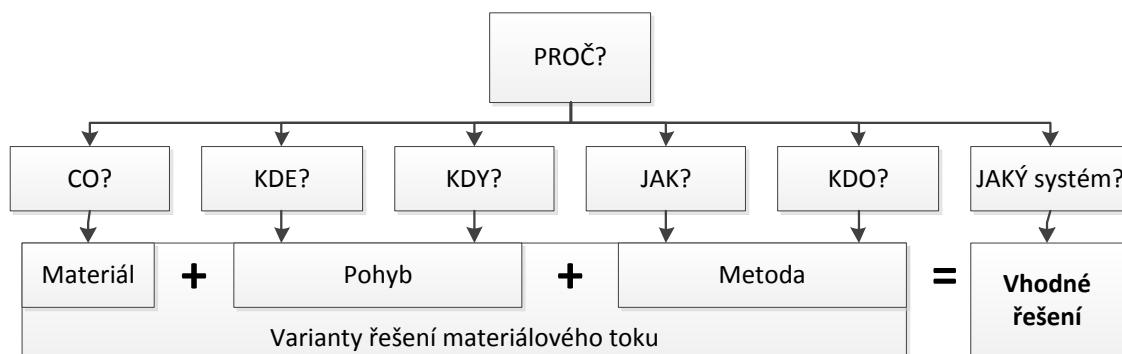 PROČ?
CO?
KDE?
KDY?
JAK?
KDO?
JAKÝ systém?
Materiál
+
Pohyb
+
Metoda
=
Vhodné
řešení
Varianty řešení materiálového toku